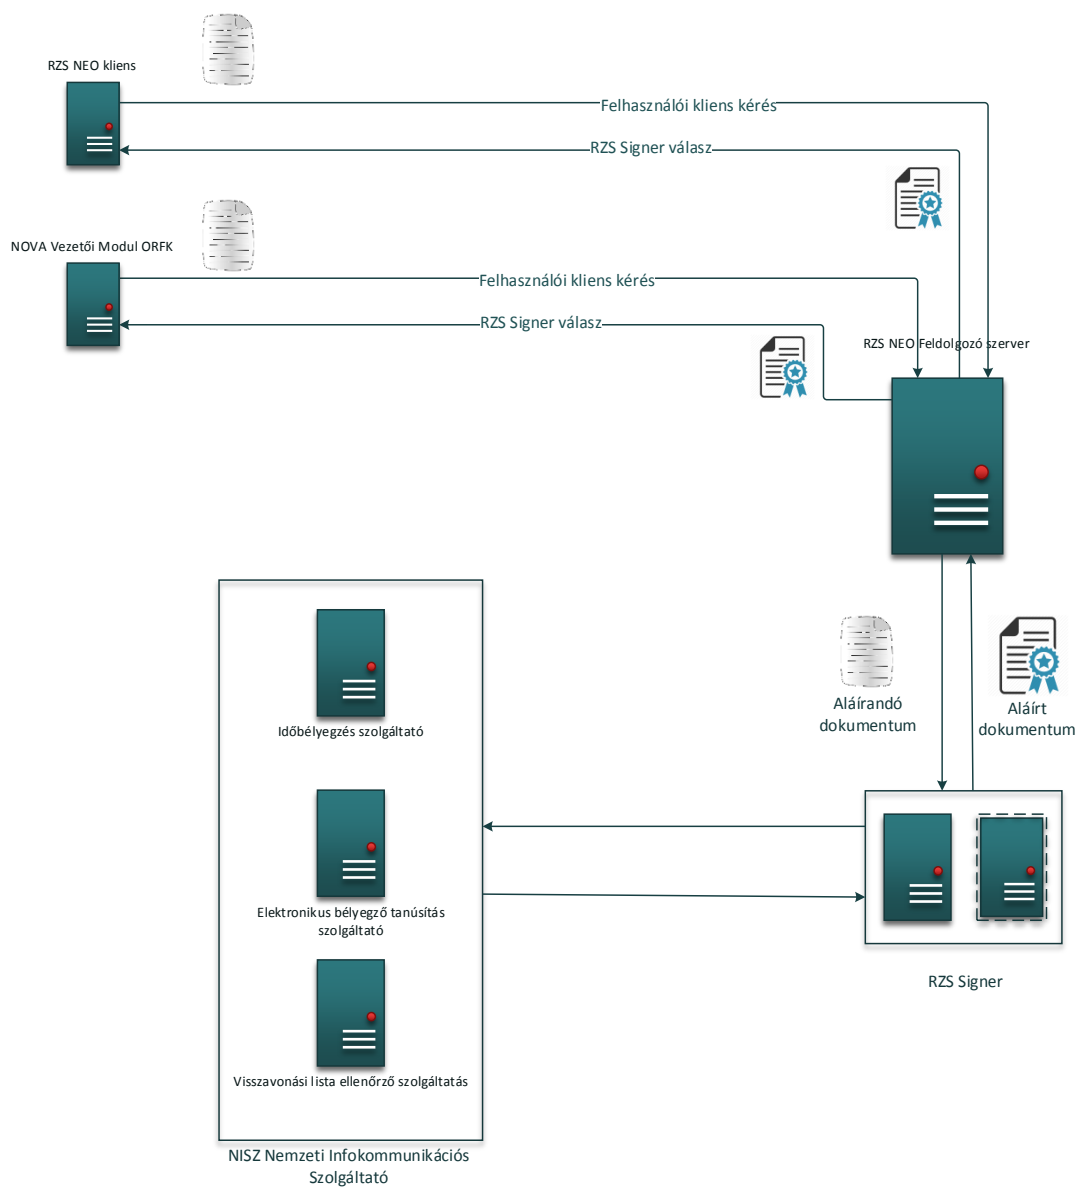 RZS NEO kliens
Felhasználói kliens kérés
RZS Signer válasz
NOVA Vezetői Modul ORFK
Felhasználói kliens kérés
RZS Signer válasz
RZS NEO Feldolgozó szerver
Aláírandó
dokumentum
Aláírt
dokumentum
Időbélyegzés szolgáltató
Elektronikus bélyegző tanúsítás
szolgáltató
RZS Signer
Visszavonási lista ellenőrző szolgáltatás
NISZ Nemzeti Infokommunikációs
Szolgáltató